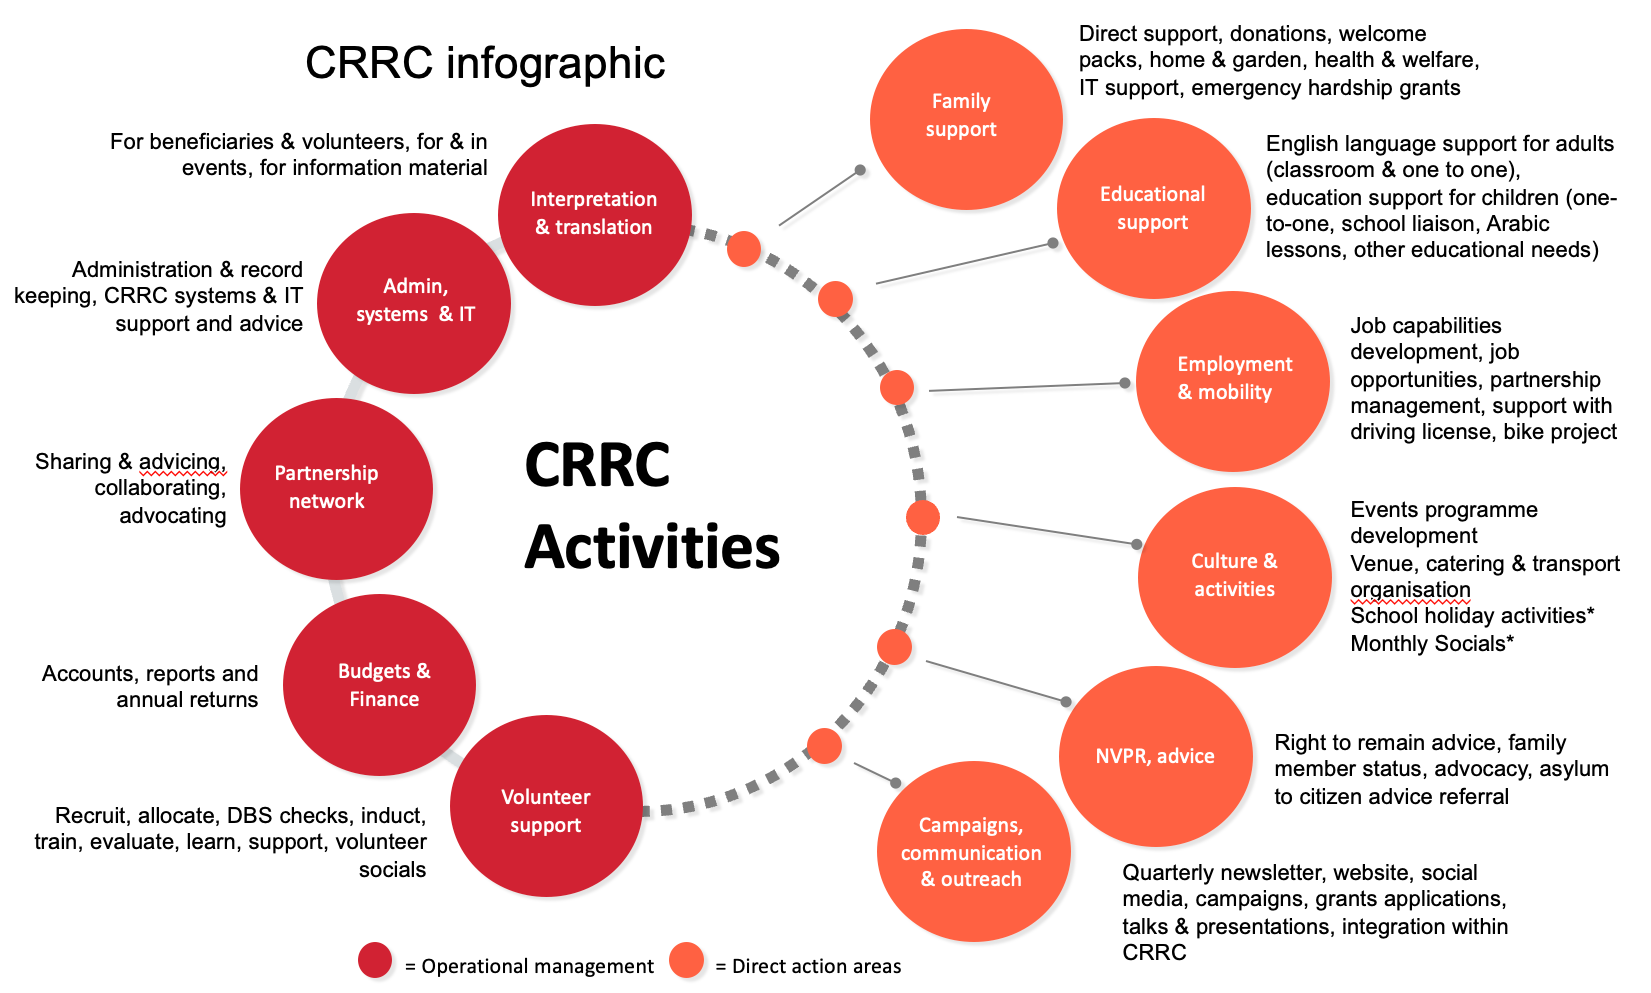 CRRC infographic
For beneficiaries & volunteers, for & in
events, for information material
Interpretation
& translation
Administration & record
keeping, CRRC systems & IT
support and advice
Admin,
systems & IT
Sharing & advicing,
collaborating,
advocating
Partnership
network
Accounts, reports and
annual returns
Budgets &
Finance
Recruit, allocate, DBS checks, induct,
train, evaluate, learn, support, volunteer
socials
Volunteer
support
CRRC
Activities
Family
support
Direct support, donations, welcome
packs, home & garden, health & welfare,
IT support, emergency hardship grants
Educational
support
English language support for adults
(classroom & one to one),
education support for children (one-
to-one, school liaison, Arabic
lessons, other educational needs)
Employment
& mobility
Job capabilities
development, job
opportunities, partnership
management, support with
driving license, bike project
Culture &
activities
Events programme
development
Venue, catering & transport
organisation
School holiday activities*
Monthly Socials*
NVPR, advice
Right to remain advice, family
member status, advocacy, asylum
to citizen advice referral
Campaigns,
communication
& outreach
Quarterly newsletter, website, social
media, campaigns, grants applications,
talks & presentations, integration within
CRRC
= Operational management
= Direct action areas